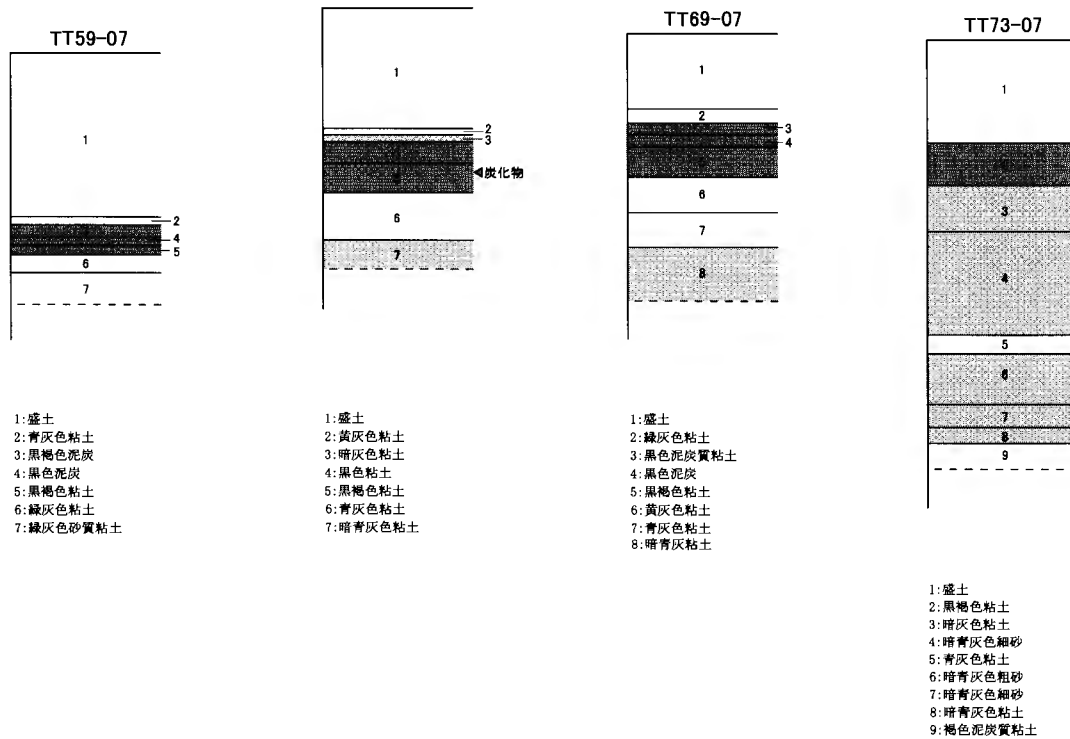 TT59-07
1
2
4
5
6
7
1:盛土
2:青灰色粘土
3:黒褐色泥炭
4:黒色泥炭
5:黒褐色粘土
6:緑灰色粘土
7:緑灰色砂質粘土
1
2
3
◀炭化物
6
7
1:盛土
2:黄灰色粘土
3:暗灰色粘土
4:黒色粘土
5:黒褐色粘土
6:青灰色粘土
7:暗青灰色粘土
TT69-07
1
2
3
4
6
7
8
1:盛土
2:緑灰色粘土
3:黒色泥炭質粘土
4:黒色泥炭
5:黒褐色粘土
6:黄灰色粘土
7:青灰色粘土
8:暗青灰粘土
TT73-07
1
3
4
5
6
7
8
9
1:盛土
2:黒褐色粘土
3:暗灰色粘土
4:暗青灰色細砂
5:青灰色粘土
6:暗青灰色粗砂
7:暗青灰色細砂
8:暗青灰色粘土
9:褐色泥炭質粘土